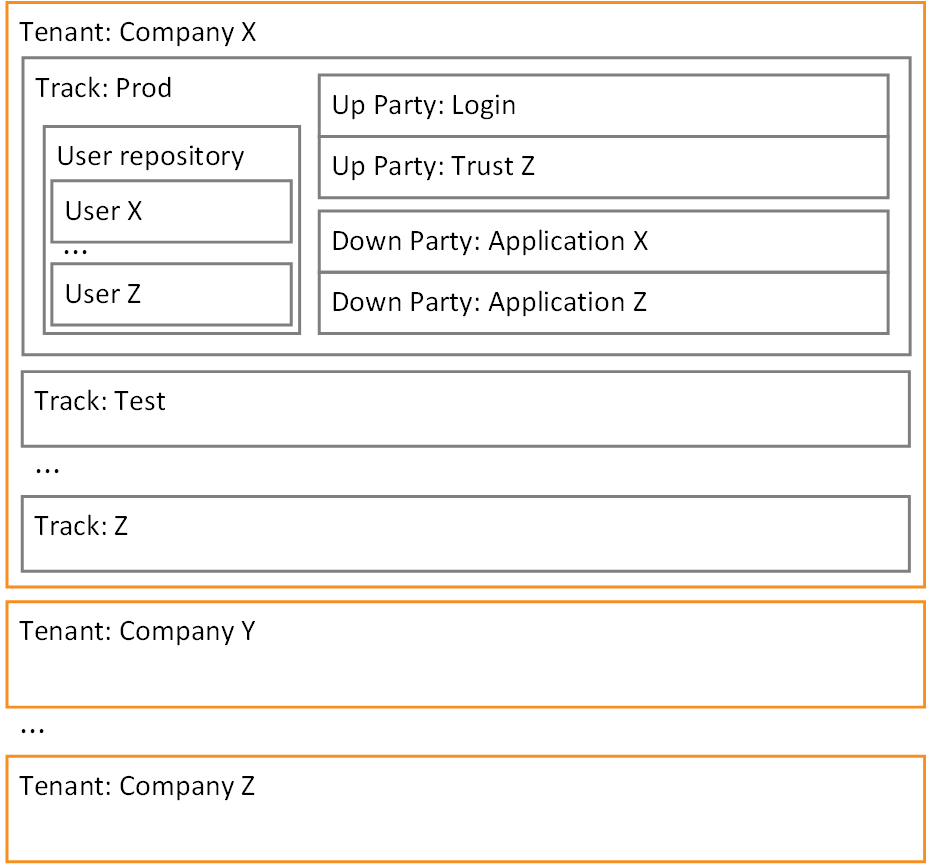 Tenant: Company X
Track: Prod
User repository
User X
...
User Z
Up Party: Login
Up Party: Trust Z
Down Party: Application X
Down Party: Application Z
Track: Test
...
Track: Z
Tenant: Company Y
...
Tenant: Company Z